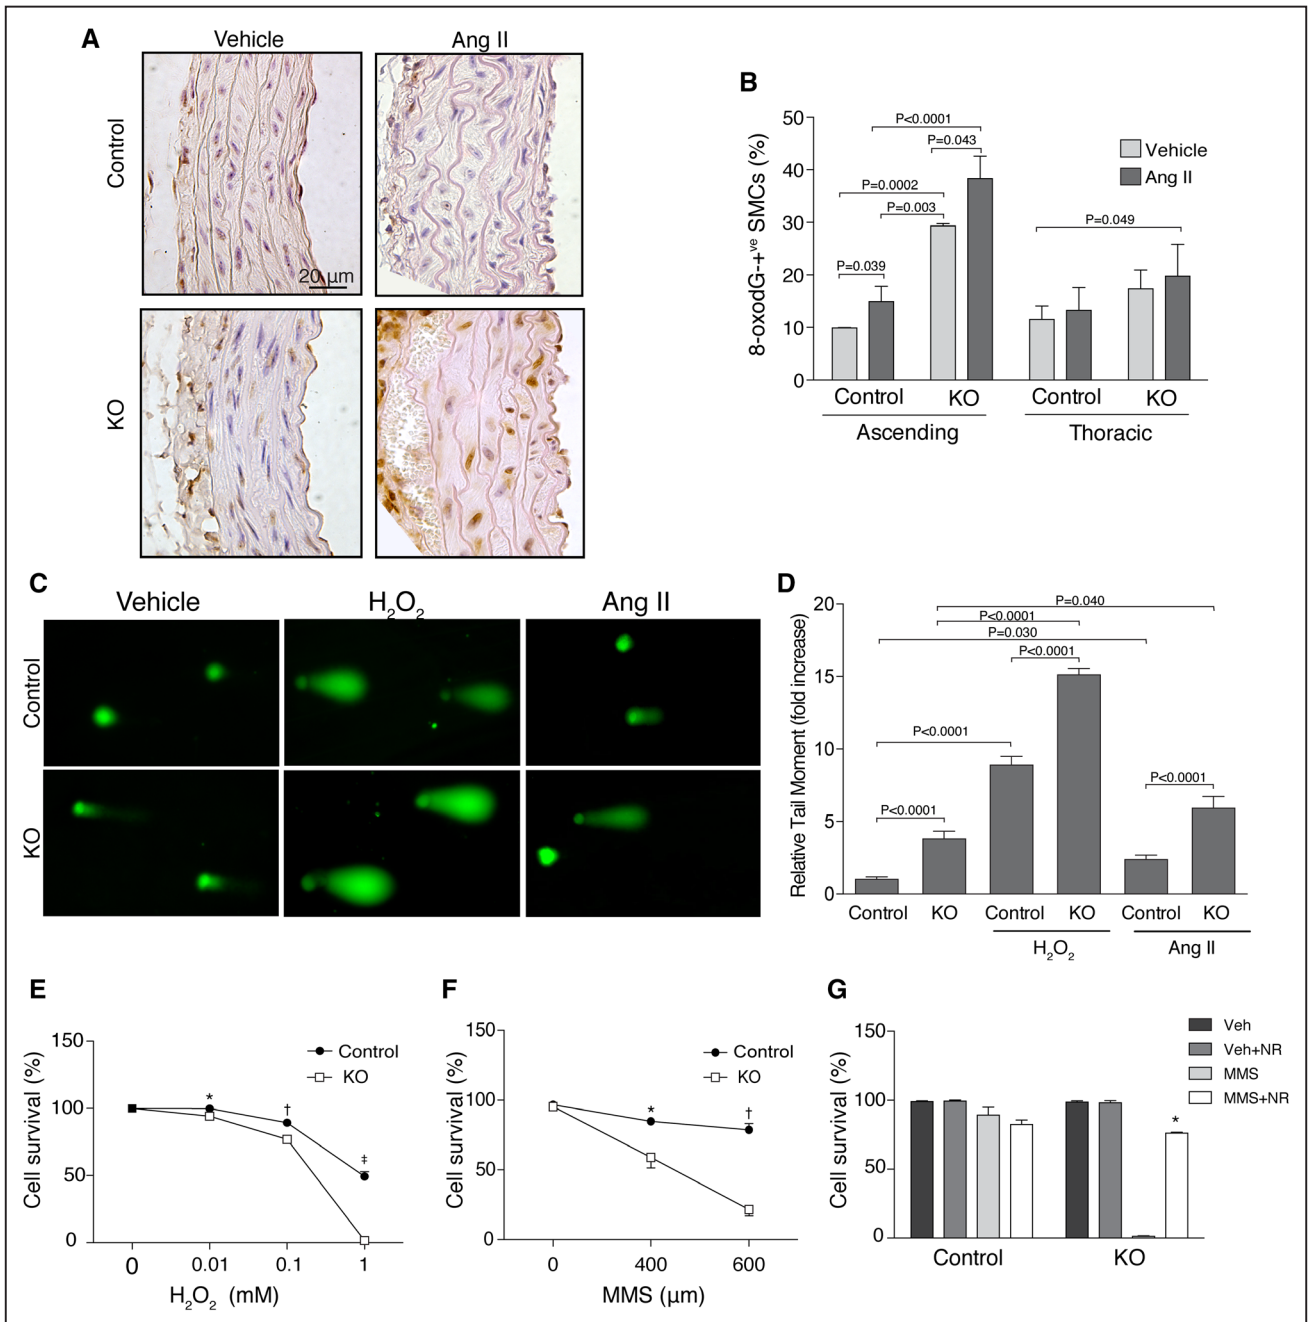 A
Vehicle
Ang II
Control
20 µm
KO
B
8-oxodG-+ve SMCs (%)
50
40
30
20
10
0
P<0.0001
P=0.043
P=0.0002
P=0.003
P=0.039
P=0.049
Vehicle
Ang II
Control
KO
Control
KO
Ascending
Thoracic
C
Vehicle
H2O2
Ang II
Control
KO
D
Relative Tail Moment (fold increase)
20
15
10
5
0
P=0.040
P<0.0001
P=0.030
P<0.0001
P<0.0001
P<0.0001
P<0.0001
Control
KO
Control
KO
Control
KO
H2O2
Ang II
E
Cell survival (%)
150
100
50
0
*
†
‡
Control
KO
0
0.01
0.1
1
H2O2 (mM)
F
Cell survival (%)
150
100
50
0
*
†
Control
KO
0
400
600
MMS (µm)
G
Cell survival (%)
150
100
50
0
*
Veh
Veh+NR
MMS
MMS+NR
Control
KO